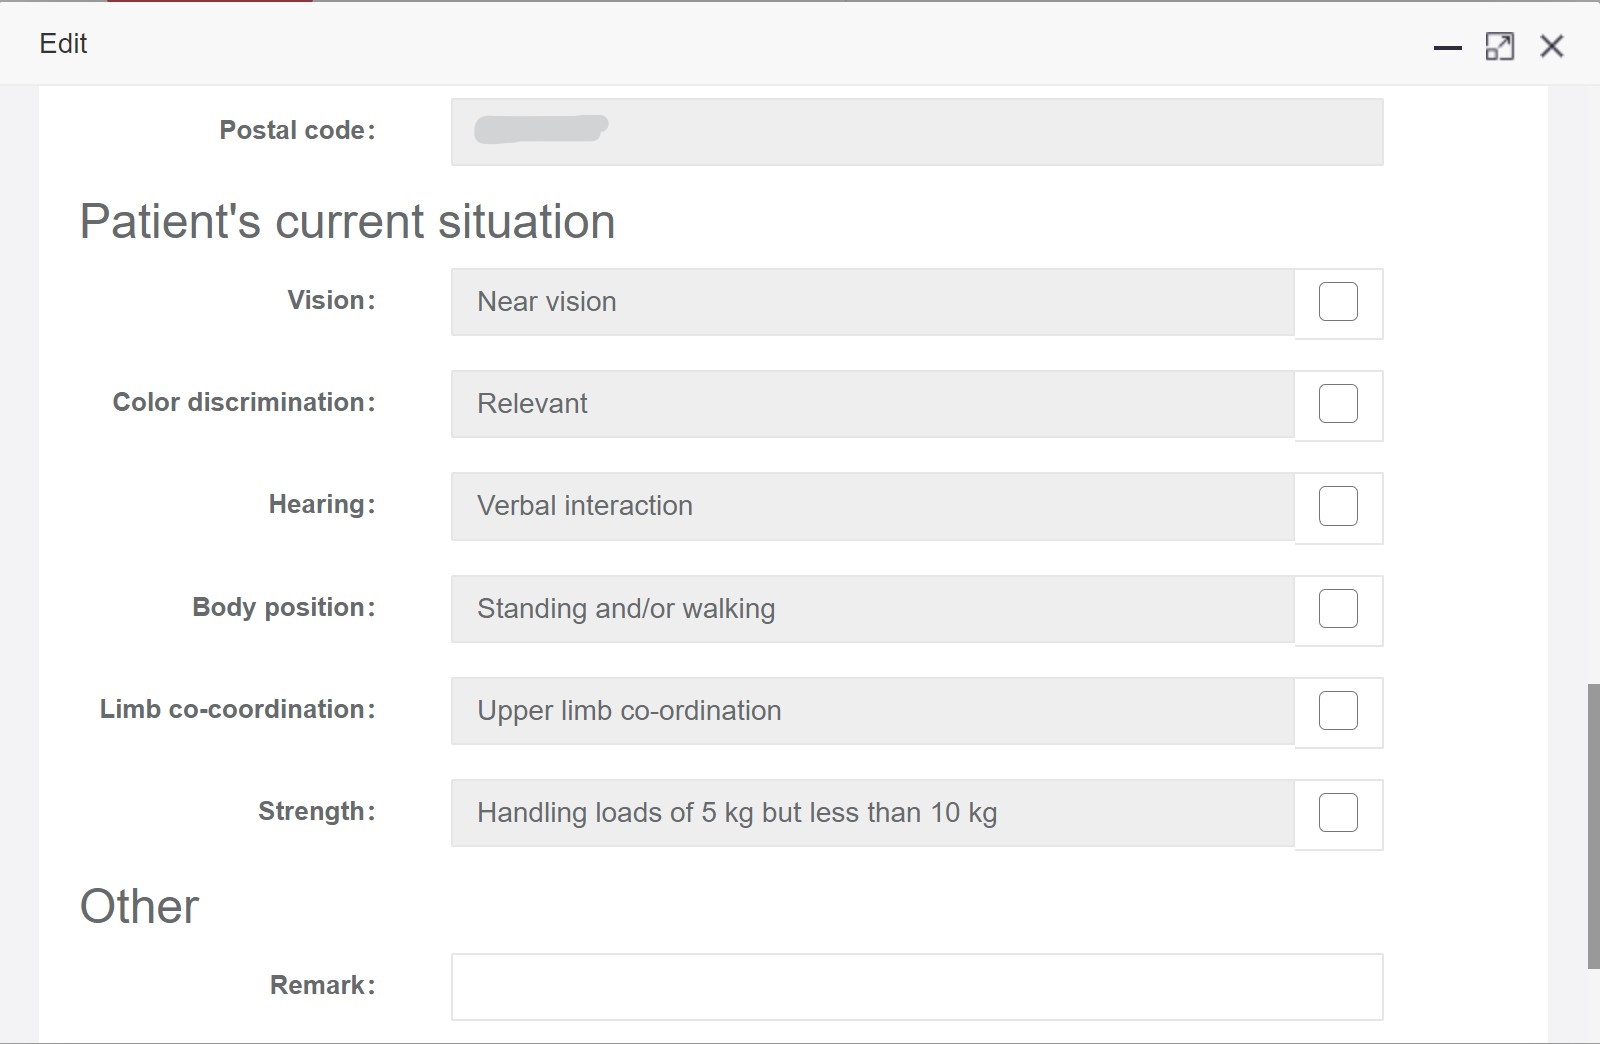 Edit
Postal code:
Patient's current situation
Vision: Near vision
Color discrimination: Relevant
Hearing: Verbal interaction
Body position: Standing and/or walking
Limb co-coordination: Upper limb co-ordination
Strength: Handling loads of 5 kg but less than 10 kg
Other
Remark: